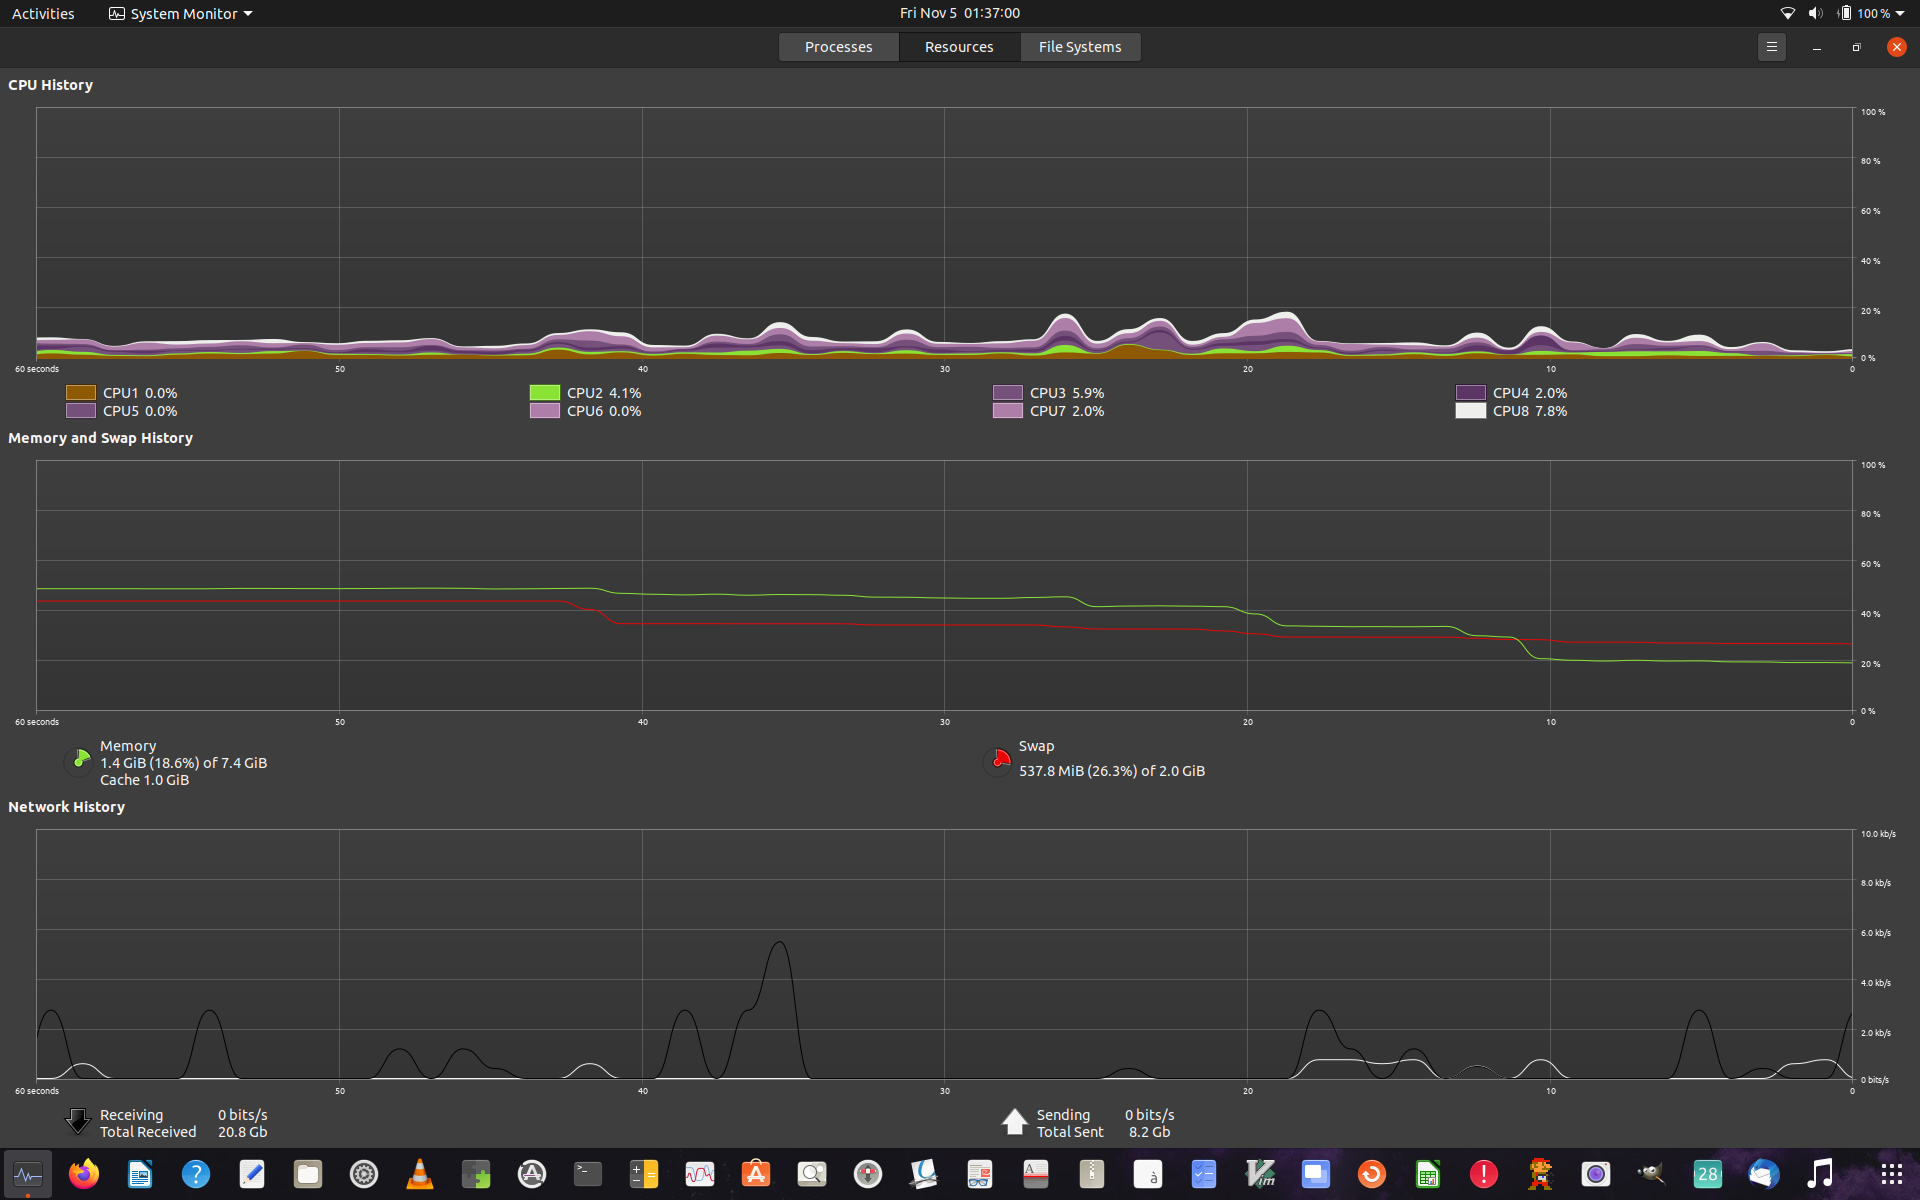 Activities System Monitor Fri Nov 5 01:37:00 100 %
Processes Resources File Systems
CPU History
100 %
80 %
60 %
40 %
20 %
0 %
60 seconds 50 40 30 20 10 0
CPU1 0.0% CPU2 4.1% CPU3 5.9% CPU4 2.0%
CPU5 0.0% CPU6 0.0% CPU7 2.0% CPU8 7.8%
Memory and Swap History
100 %
80 %
60 %
40 %
20 %
0 %
60 seconds 50 40 30 20 10 0
Memory
1.4 GiB (18.6%) of 7.4 GiB
Cache 1.0 GiB
Swap
537.8 MiB (26.3%) of 2.0 GiB
Network History
10.0 kb/s
8.0 kb/s
6.0 kb/s
4.0 kb/s
2.0 kb/s
0 bits/s
60 seconds 50 40 30 20 10 0
Receiving 0 bits/s
Total Received 20.8 Gb
Sending 0 bits/s
Total Sent 8.2 Gb
? >_ A à Vim ! 28